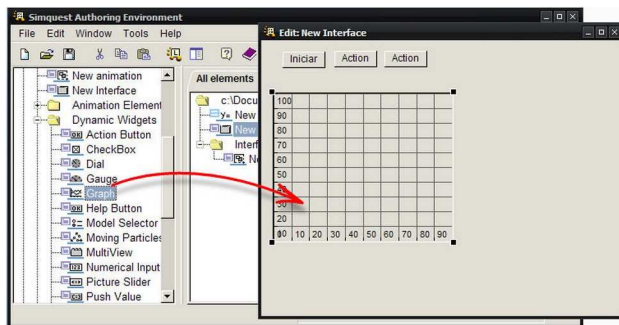 Simquest Authoring Environment
File Edit Window Tools Help
New animation
New Interface
Animation Element
Dynamic Widgets
Action Button
CheckBox
Dial
Gauge
Graph
Help Button
Model Selector
Moving Particles
MultiView
Numerical Input
Picture Slider
Push Value
All elements
c:\Docu
New
New
Interf
N
Edit: New Interface
Iniciar Action Action
100
90
80
70
60
50
30
20
10 20 30 40 50 60 70 80 90